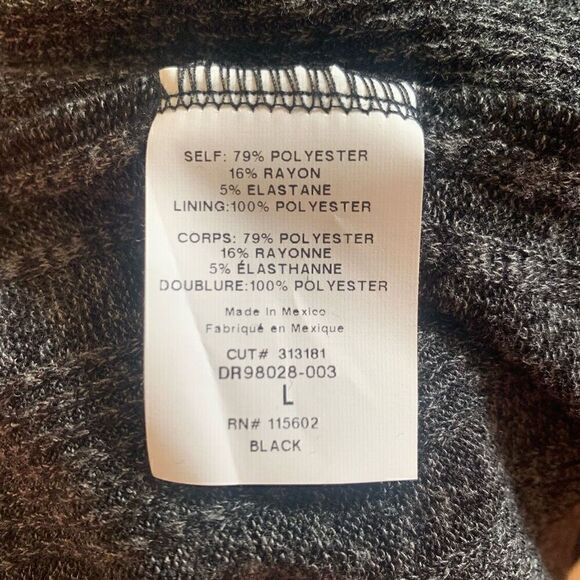 SELF: 79% POLYESTER
16% RAYON
5% ELASTANE
LINING:100% POLYESTER
CORPS: 79% POLYESTER
16% RAYONNE
5% ÉLASTHANNE
DOUBLURE:100% POLYESTER
Made In Mexico
Fabriqué en Mexique
CUT# 313181
DR98028-003
L
RN# 115602
BLACK